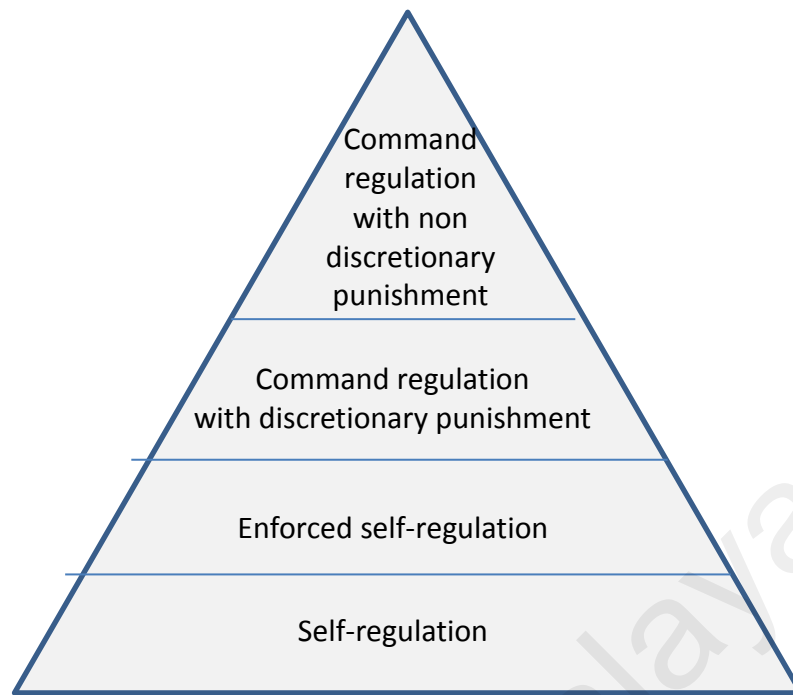 Command
regulation
with non
discretionary
punishment
Command regulation
with discretionary punishment
Enforced self-regulation
Self-regulation